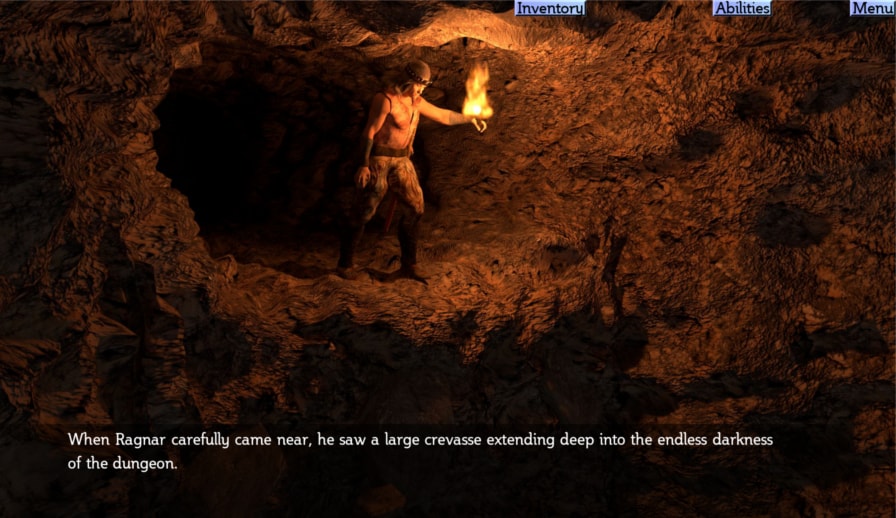 Inventory Abilities Menu
When Ragnar carefully came near, he saw a large crevasse extending deep into the endless darkness
of the dungeon.